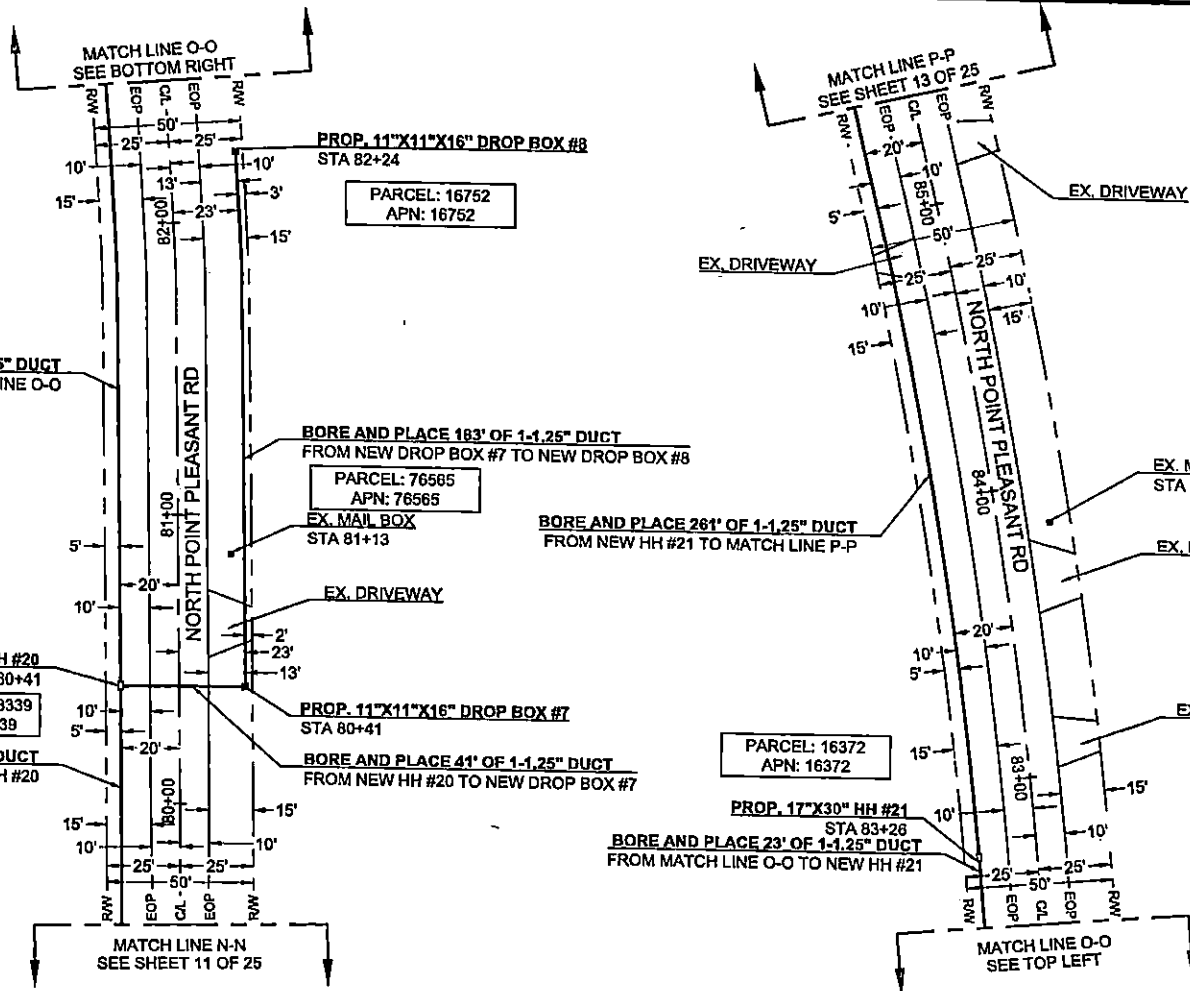 MATCH LINE O-O
SEE BOTTOM RIGHT
R/W
EOP
C/L
EOP
R/W
50'
25'
25'
10'
10'
13'
3'
15'
23'
15'
82+00
PROP. 11"X11"X16" DROP BOX #8
STA 82+24
PARCEL: 16752
APN: 16752
5" DUCT
INE O-O
NORTH POINT PLEASANT RD
BORE AND PLACE 183' OF 1-1.25" DUCT
FROM NEW DROP BOX #7 TO NEW DROP BOX #8
PARCEL: 76565
APN: 76565
EX. MAIL BOX
STA 81+13
81+00
5'
20'
10'
EX. DRIVEWAY
2'
23'
13'
H #20
80+41
3339
39
10'
5'
20'
DUCT
H #20
PROP. 11"X11"X16" DROP BOX #7
STA 80+41
BORE AND PLACE 41' OF 1-1.25" DUCT
FROM NEW HH #20 TO NEW DROP BOX #7
80+00
15'
15'
10'
10'
25'
25'
50'
R/W
EOP
C/L
EOP
R/W
MATCH LINE N-N
SEE SHEET 11 OF 25
MATCH LINE P-P
SEE SHEET 13 OF 25
R/W
EOP
C/L
EOP
R/W
20'
10'
85+00
5'
50'
EX. DRIVEWAY
EX. DRIVEWAY
25'
25'
10'
10'
15'
15'
NORTH POINT PLEASANT RD
84+00
EX. M
STA
BORE AND PLACE 261' OF 1-1.25" DUCT
FROM NEW HH #21 TO MATCH LINE P-P
EX.
20'
10'
5'
EX
PARCEL: 16372
APN: 16372
15'
83+00
15'
PROP. 17"X30" HH #21
STA 83+26
10'
10'
BORE AND PLACE 23' OF 1-1.25" DUCT
FROM MATCH LINE O-O TO NEW HH #21
25'
25'
50'
R/W
EOP
C/L
EOP
R/W
MATCH LINE O-O
SEE TOP LEFT